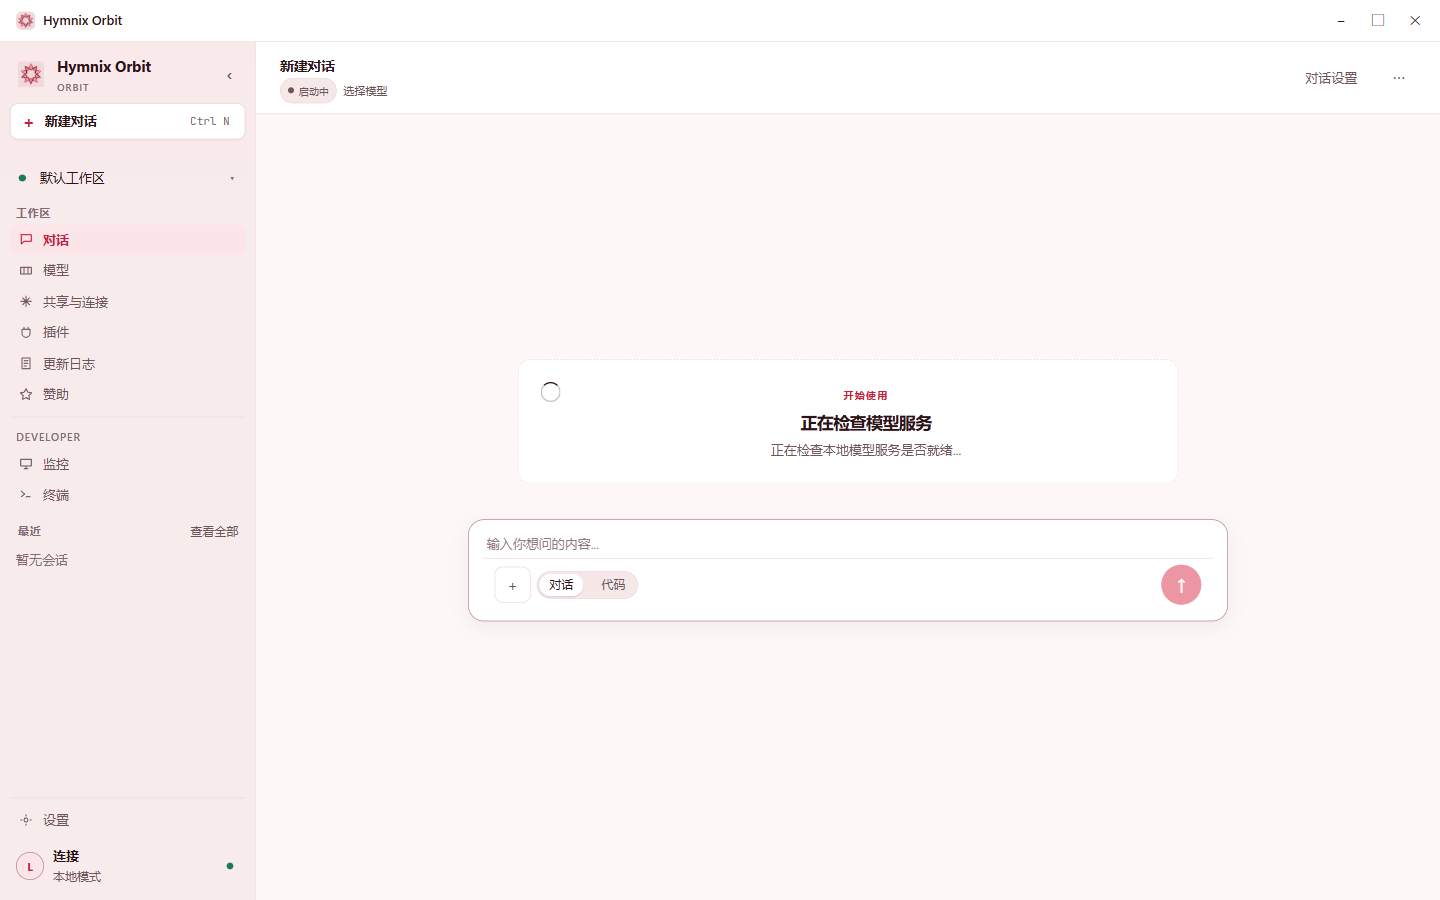 Hymnix Orbit
Hymnix Orbit
ORBIT
+ 新建对话 Ctrl N
默认工作区
工作区
对话
模型
共享与连接
插件
更新日志
赞助
DEVELOPER
监控
终端
最近 查看全部
暂无会话
设置
L
连接
本地模式
新建对话
启动中 选择模型
对话设置 ...
开始使用
正在检查模型服务
正在检查本地模型服务是否就绪...
输入你想问的内容...
+ 对话 代码